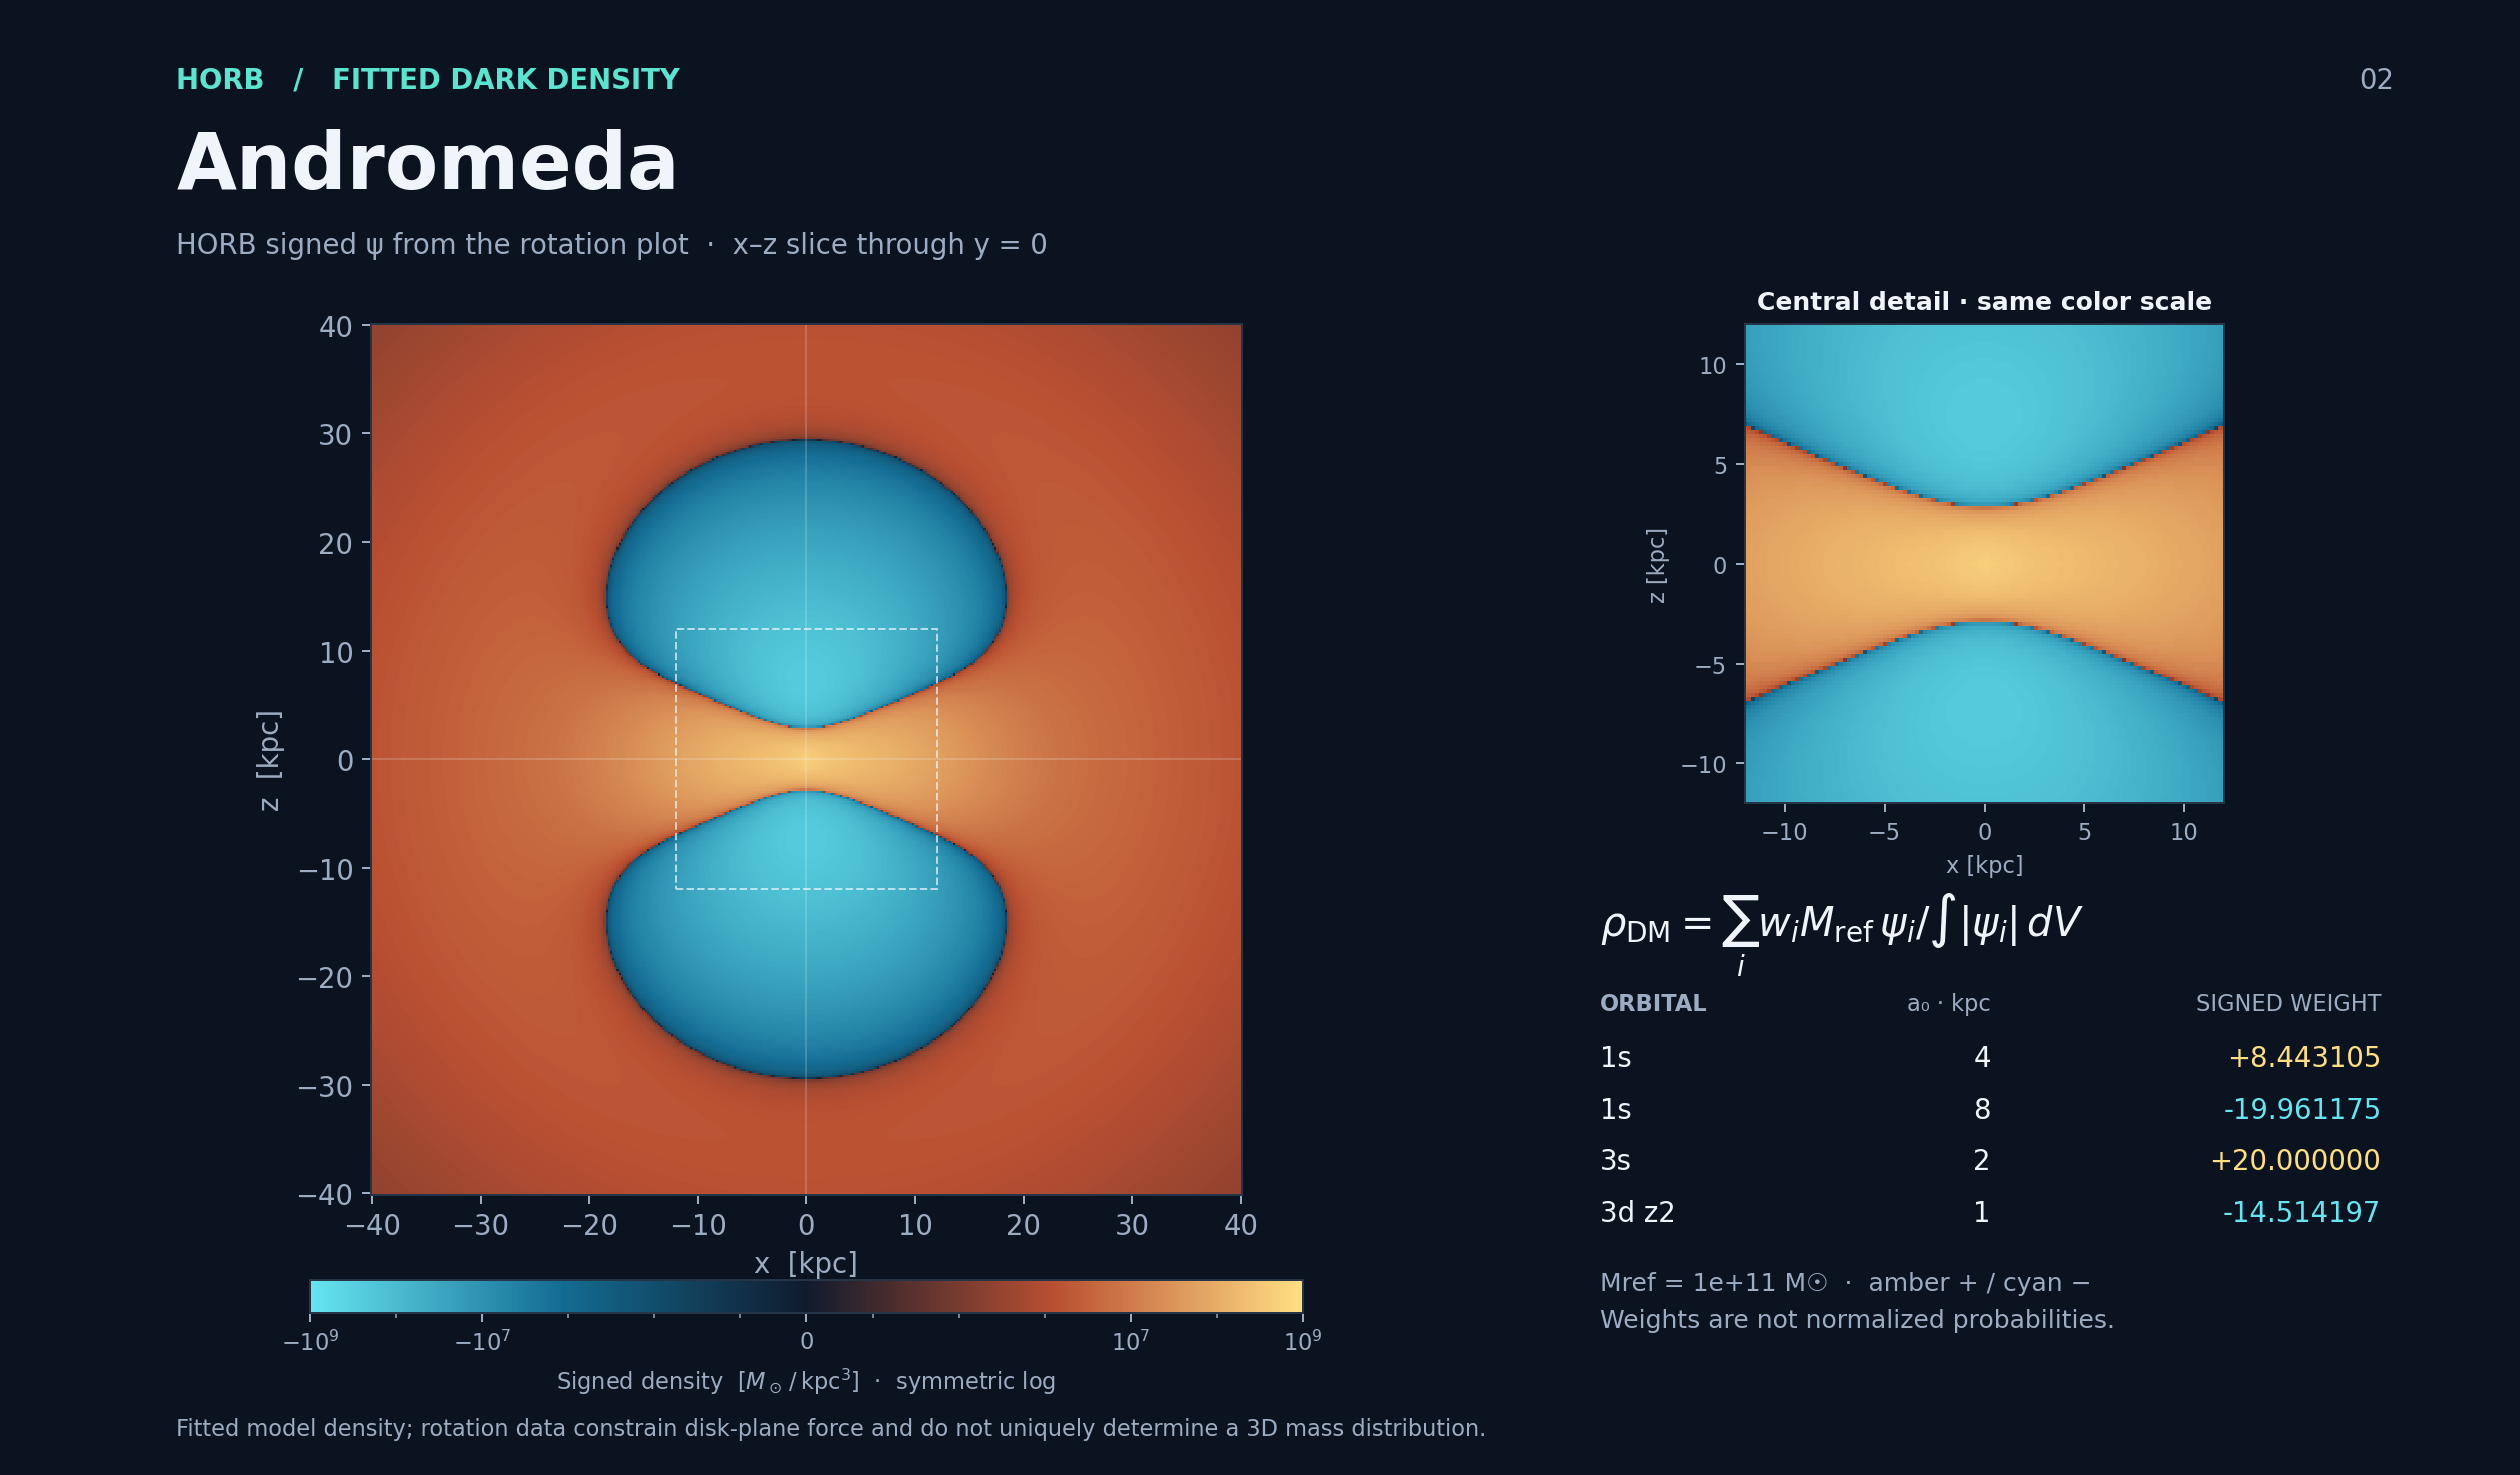 HORB / FITTED DARK DENSITY
02
Andromeda
HORB signed ψ from the rotation plot · x–z slice through y = 0
Central detail · same color scale
40
30
20
10
0
−10
−20
−30
−40
z [kpc]
−40 −30 −20 −10 0 10 20 30 40
x [kpc]
10
5
0
−5
−10
z [kpc]
−10 −5 0 5 10
x [kpc]
ρDM = ∑i wiMref ψi/∫|ψi| dV
ORBITAL a₀ · kpc SIGNED WEIGHT
1s 4 +8.443105
1s 8 -19.961175
3s 2 +20.000000
3d z2 1 -14.514197
Mref = 1e+11 M☉ · amber + / cyan −
Weights are not normalized probabilities.
−10⁹ −10⁷ 0 10⁷ 10⁹
Signed density [M⊙ / kpc³] · symmetric log
Fitted model density; rotation data constrain disk-plane force and do not uniquely determine a 3D mass distribution.